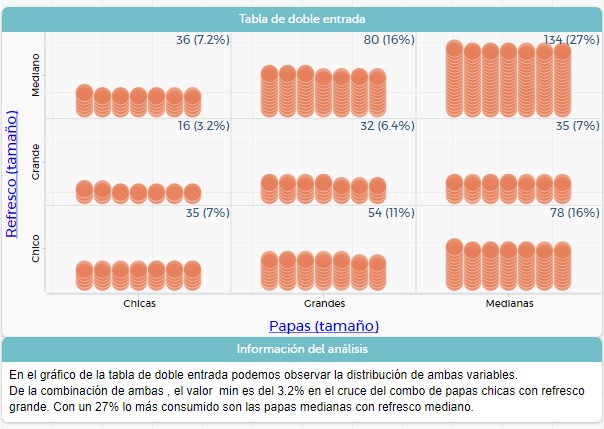 Tabla de doble entrada
Refresco (tamaño)
Mediano
36 (7.2%)
80 (16%)
134 (27%)
Grande
16 (3.2%)
32 (6.4%)
35 (7%)
Chico
35 (7%)
54 (11%)
78 (16%)
Chicas
Grandes
Medianas
Papas (tamaño)
Información del análisis
En el gráfico de la tabla de doble entrada podemos observar la distribución de ambas variables.
De la combinación de ambas , el valor min es del 3.2% en el cruce del combo de papas chicas con refresco
grande. Con un 27% lo más consumido son las papas medianas con refresco mediano.